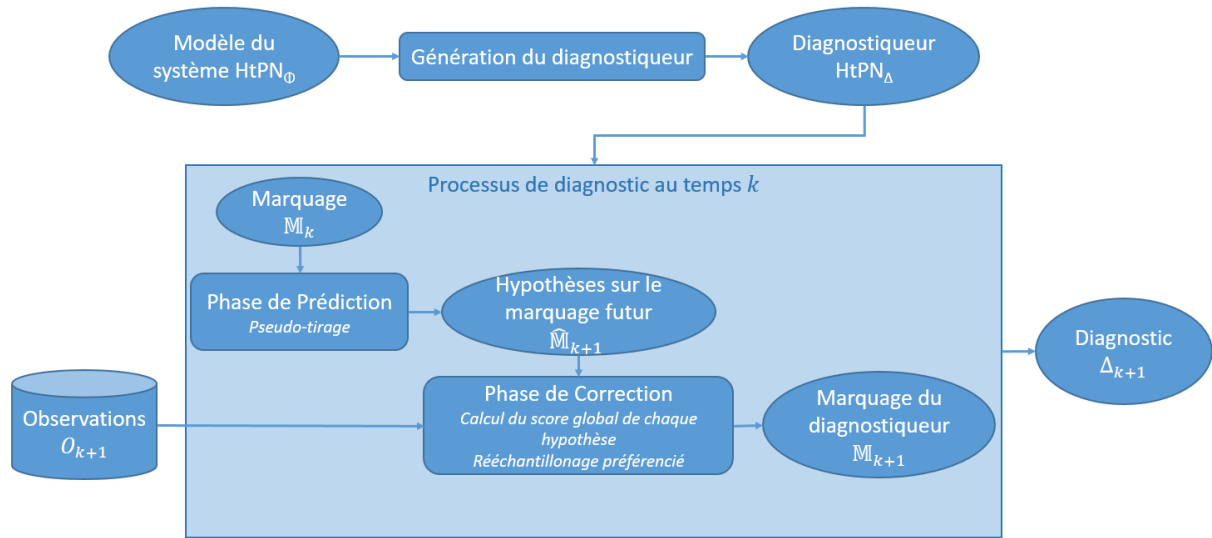 Modèle du
système HtPN_Φ
Génération du diagnostiqueur
Diagnostiqueur
HtPN_Δ
Processus de diagnostic au temps k
Marquage
𝕄_k
Phase de Prédiction
Pseudo-tirage
Hypothèses sur le
marquage futur
𝕄̂_{k+1}
Observations
O_{k+1}
Phase de Correction
Calcul du score global de chaque
hypothèse
Rééchantillonage préférencié
Marquage du
diagnostiqueur
𝕄_{k+1}
Diagnostic
Δ_{k+1}